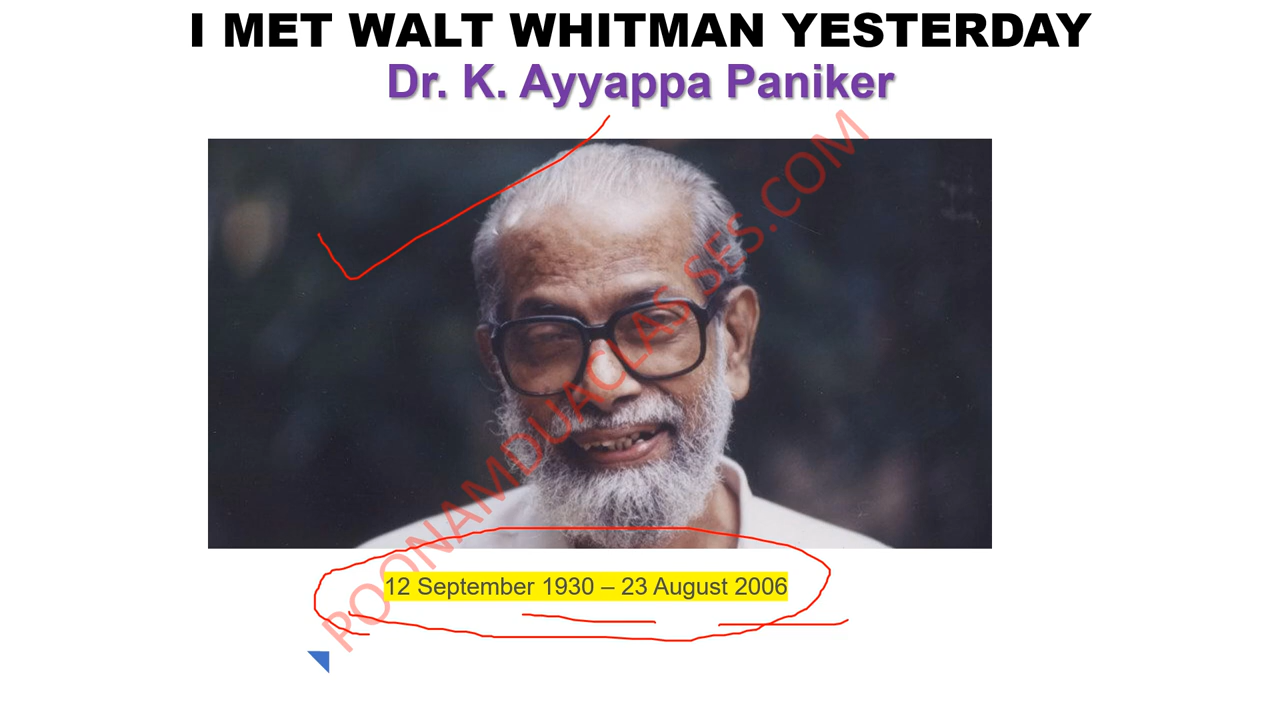 I MET WALT WHITMAN YESTERDAY
Dr. K. Ayyappa Paniker
POONAMDUACLASSES.COM
12 September 1930 – 23 August 2006